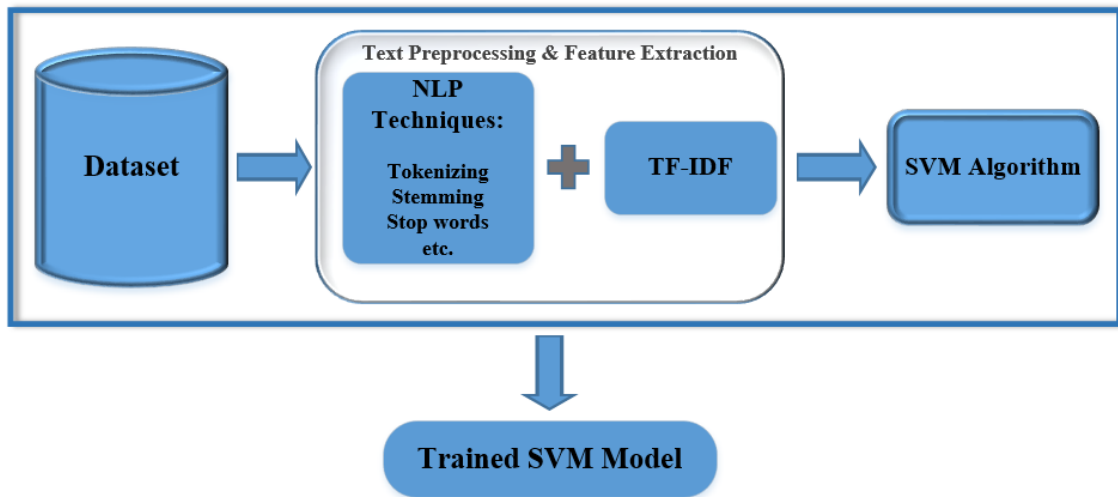 Text Preprocessing & Feature Extraction
Dataset
NLP
Techniques:
Tokenizing
Stemming
Stop words
etc.
TF-IDF
SVM Algorithm
Trained SVM Model